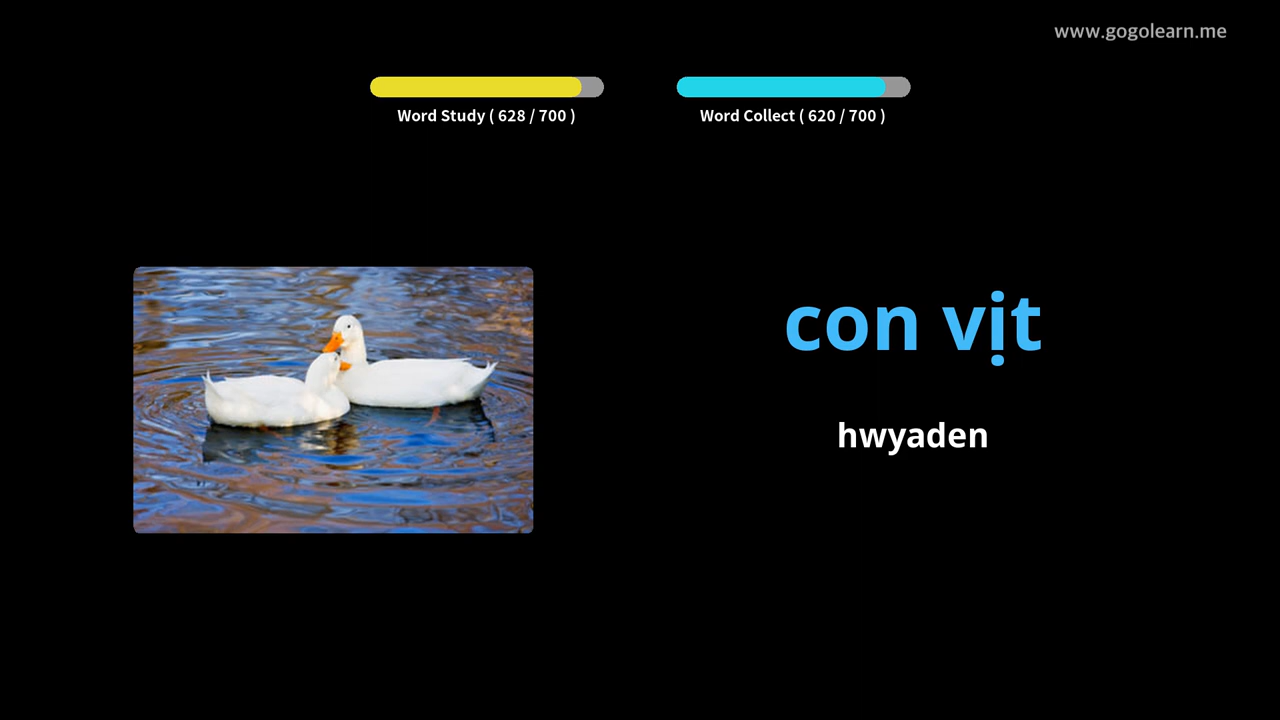 www.gogolearn.me
Word Study ( 628 / 700 )
Word Collect ( 620 / 700 )
con vịt
hwyaden